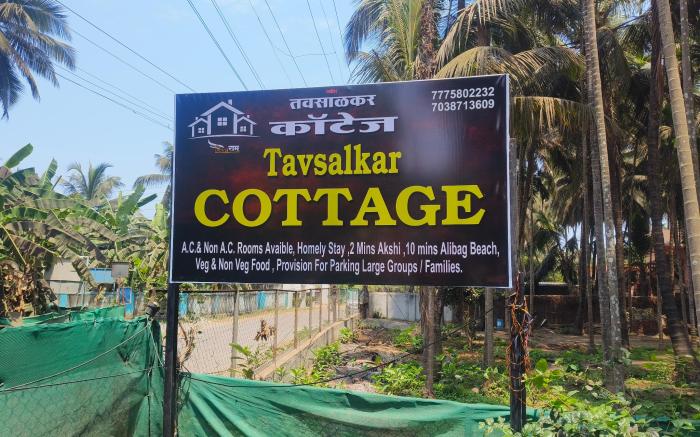 तवसाळकर
कॉटेज
7775802232
7038713609
राम
Tavsalkar
COTTAGE
A.C.& Non A.C. Rooms Avaible, Homely Stay ,2 Mins Akshi ,10 mins Alibag Beach,
Veg & Non Veg Food , Provision For Parking Large Groups / Families.